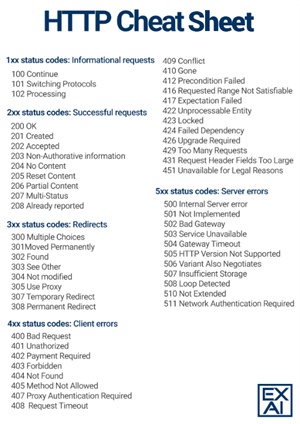 HTTP Cheat Sheet
1xx status codes: Informational requests
100 Continue
101 Switching Protocols
102 Processing
2xx status codes: Successful requests
200 OK
201 Created
202 Accepted
203 Non-Authorative information
204 No Content
205 Reset Content
206 Partial Content
207 Multi-Status
208 Already reported
3xx status codes: Redirects
300 Multiple Choices
301Moved Permanently
302 Found
303 See Other
304 Not modified
305 Use Proxy
307 Temporary Redirect
308 Permanent Redirect
4xx status codes: Client errors
400 Bad Request
401 Unathorized
402 Payment Required
403 Forbidden
404 Not Found
405 Method Not Allowed
407 Proxy Authentication Required
408 Request Timeout
409 Conflict
410 Gone
412 Precondition Failed
416 Requested Range Not Satisfiable
417 Expectation Failed
422 Unprocessable Entity
423 Locked
424 Failed Dependency
426 Upgrade Required
429 Too Many Requests
431 Request Header Fields Too Large
451 Unavailable for Legal Reasons
5xx status codes: Server errors
500 Internal Server error
501 Not Implemented
502 Bad Gateway
503 Service Unavailable
504 Gateway Timeout
505 HTTP Version Not Supported
506 Variant Also Negotiates
507 Insufficient Storage
508 Loop Detected
510 Not Extended
511 Network Authentication Required
EX
AI